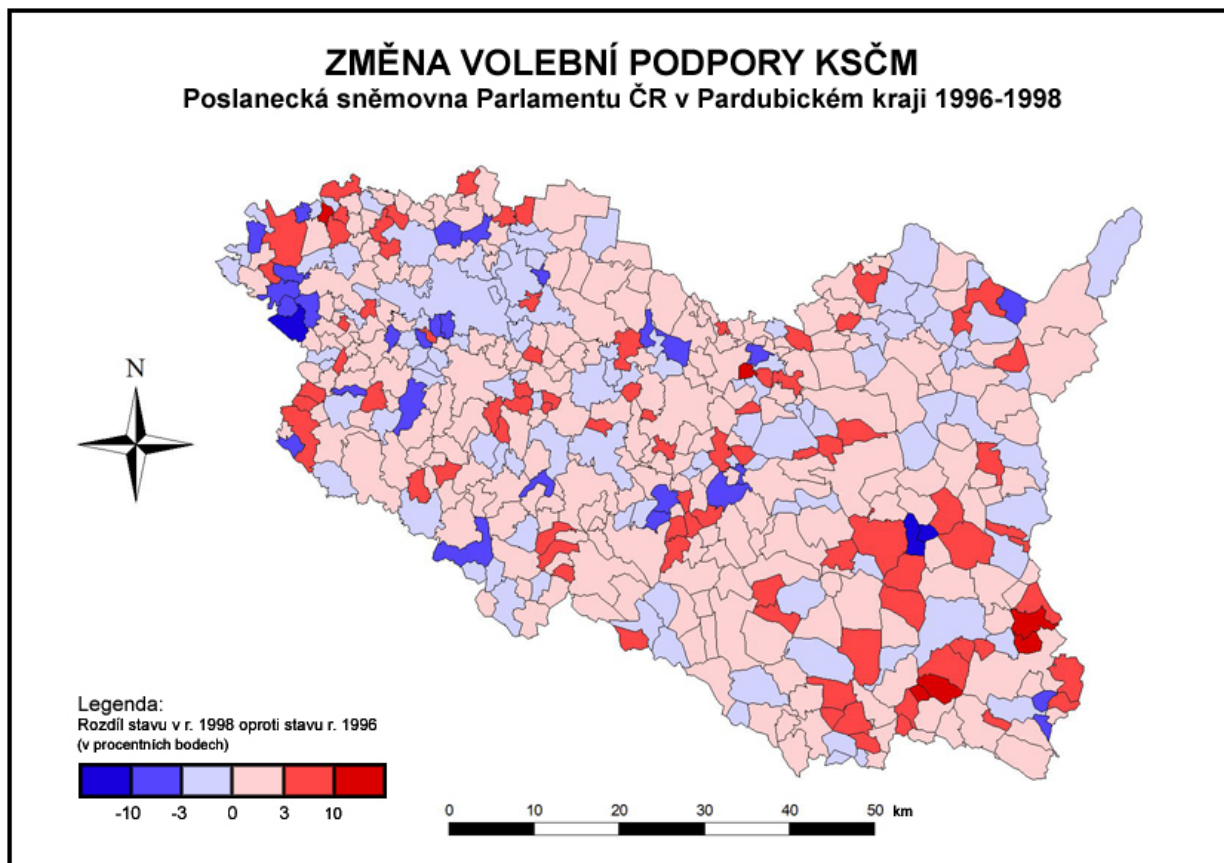 ZMĚNA VOLEBNÍ PODPORY KSČM
Poslanecká sněmovna Parlamentu ČR v Pardubickém kraji 1996-1998
N
Legenda:
Rozdíl stavu v r. 1998 oproti stavu r. 1996
(v procentních bodech)
-10 -3 0 3 10
0 10 20 30 40 50 km